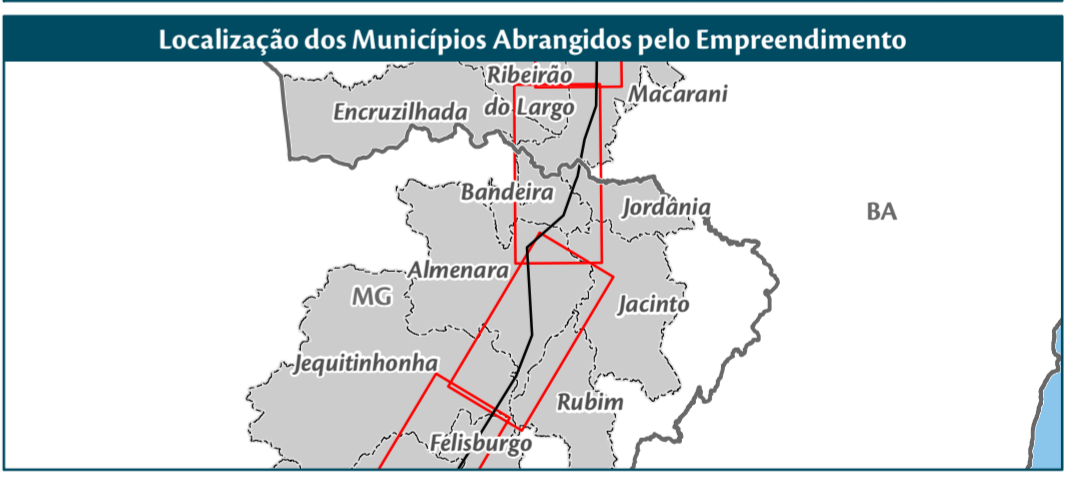 Localização dos Municípios Abrangidos pelo Empreendimento
Ribeirão
do Largo
Macarani
Encruzilhada
Bandeira
Jordânia
BA
Almenara
MG
Jacinto
Jequitinhonha
Rubim
Felisburgo